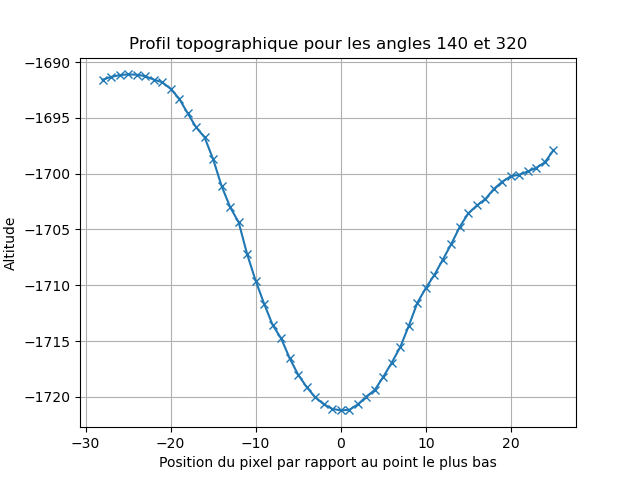 Profil topographique pour les angles 140 et 320
Altitude
−1690
−1695
−1700
−1705
−1710
−1715
−1720
−30 −20 −10 0 10 20
Position du pixel par rapport au point le plus bas